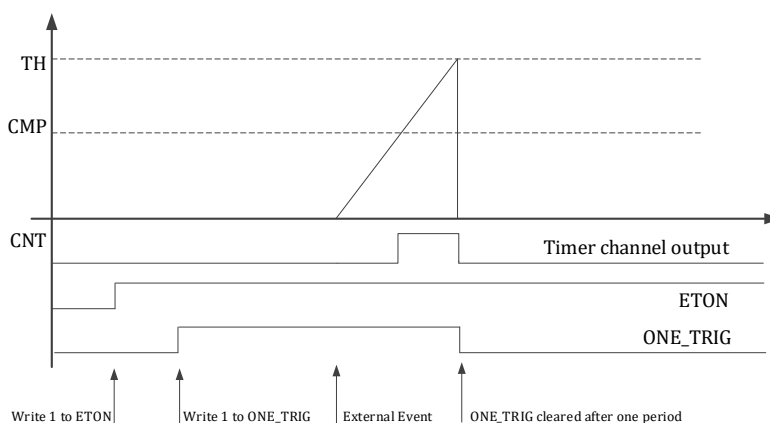 TH
CMP
CNT
Timer channel output
ETON
ONE_TRIG
Write 1 to ETON
Write 1 to ONE_TRIG
External Event
ONE_TRIG cleared after one period